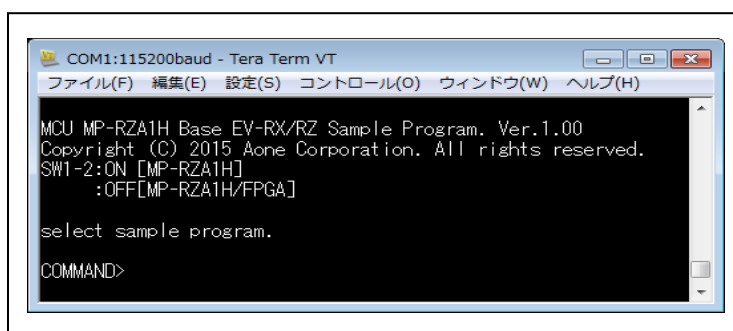 COM1:115200baud - Tera Term VT
ファイル(F) 編集(E) 設定(S) コントロール(O) ウィンドウ(W) ヘルプ(H)
MCU MP-RZA1H Base EV-RX/RZ Sample Program. Ver.1.00
Copyright (C) 2015 Aone Corporation. All rights reserved.
SW1-2:ON [MP-RZA1H]
:OFF[MP-RZA1H/FPGA]
select sample program.
COMMAND>